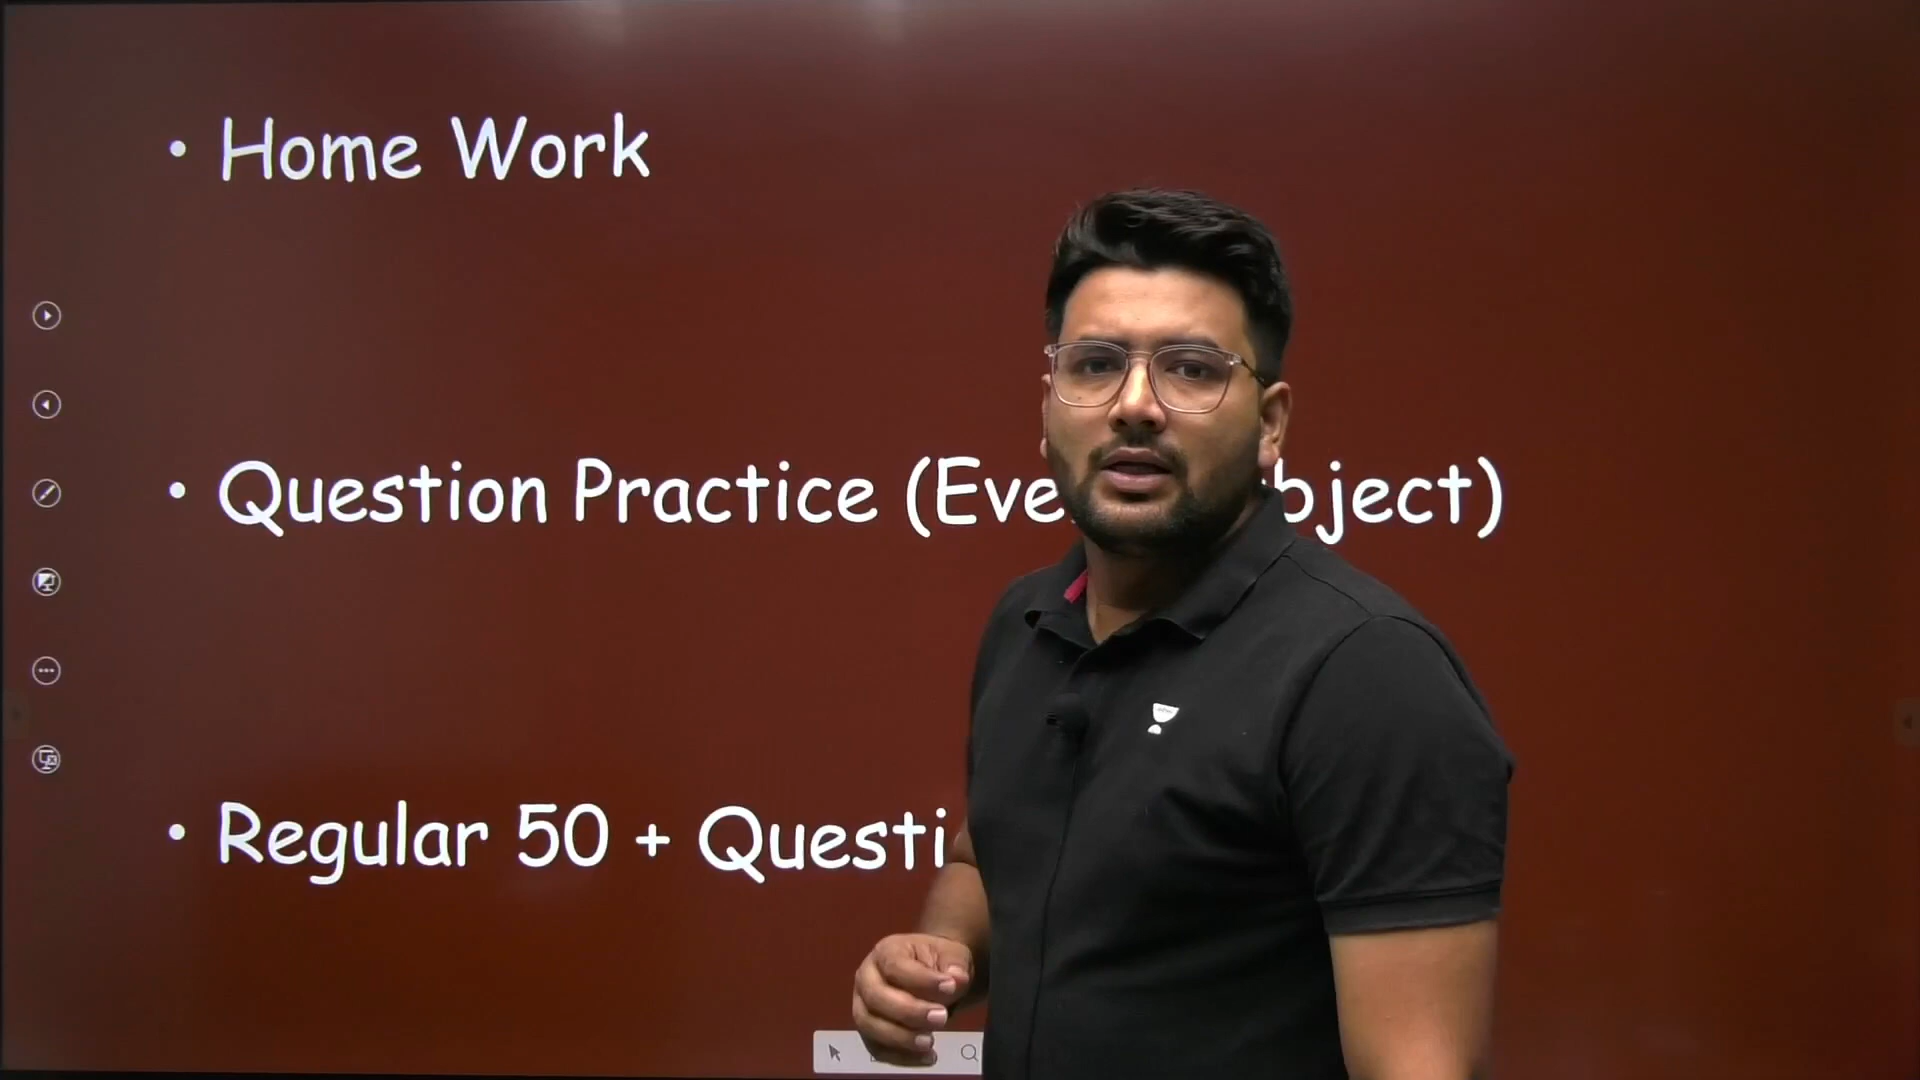 • Home Work
• Question Practice (Eve bject)
• Regular 50 + Questi